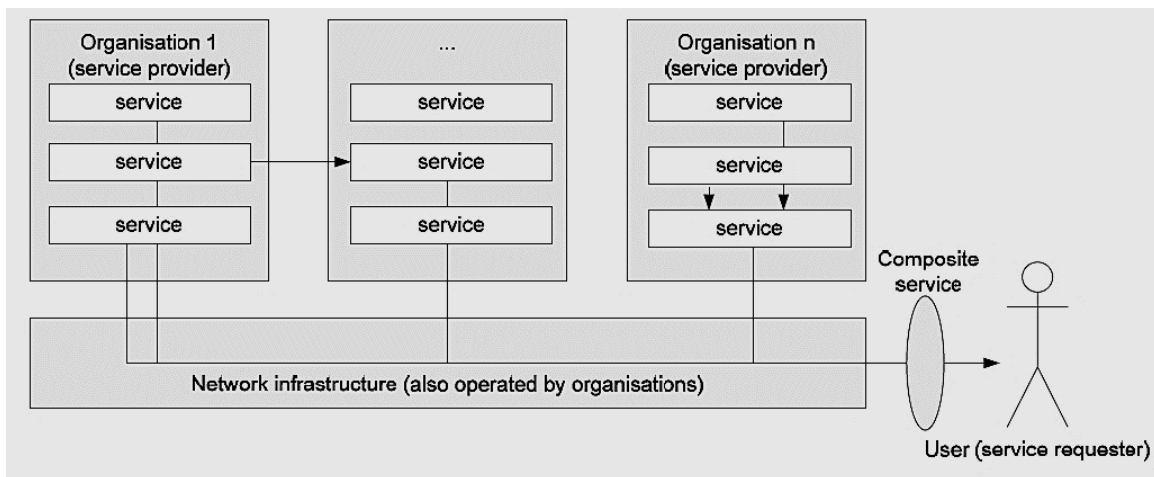 Organisation 1
(service provider)
service
service
service
...
service
service
service
Organisation n
(service provider)
service
service
service
Composite
service
Network infrastructure (also operated by organisations)
User (service requester)